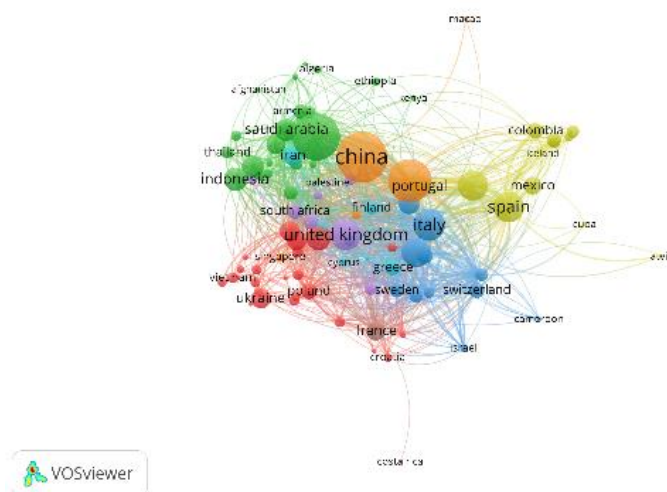 macao
algeria
ethiopia
afghanistan
kenya
armenia
saudi arabia
colombia
thailand
iran
china
iceland
indonesia
palestine
portugal
mexico
finland
spain
south africa
united kingdom
italy
cuba
singapore
cyprus
greece
vietnam
poland
sweden
switzerland
ukraine
cameroon
france
israel
croatia
costa rica
VOSviewer